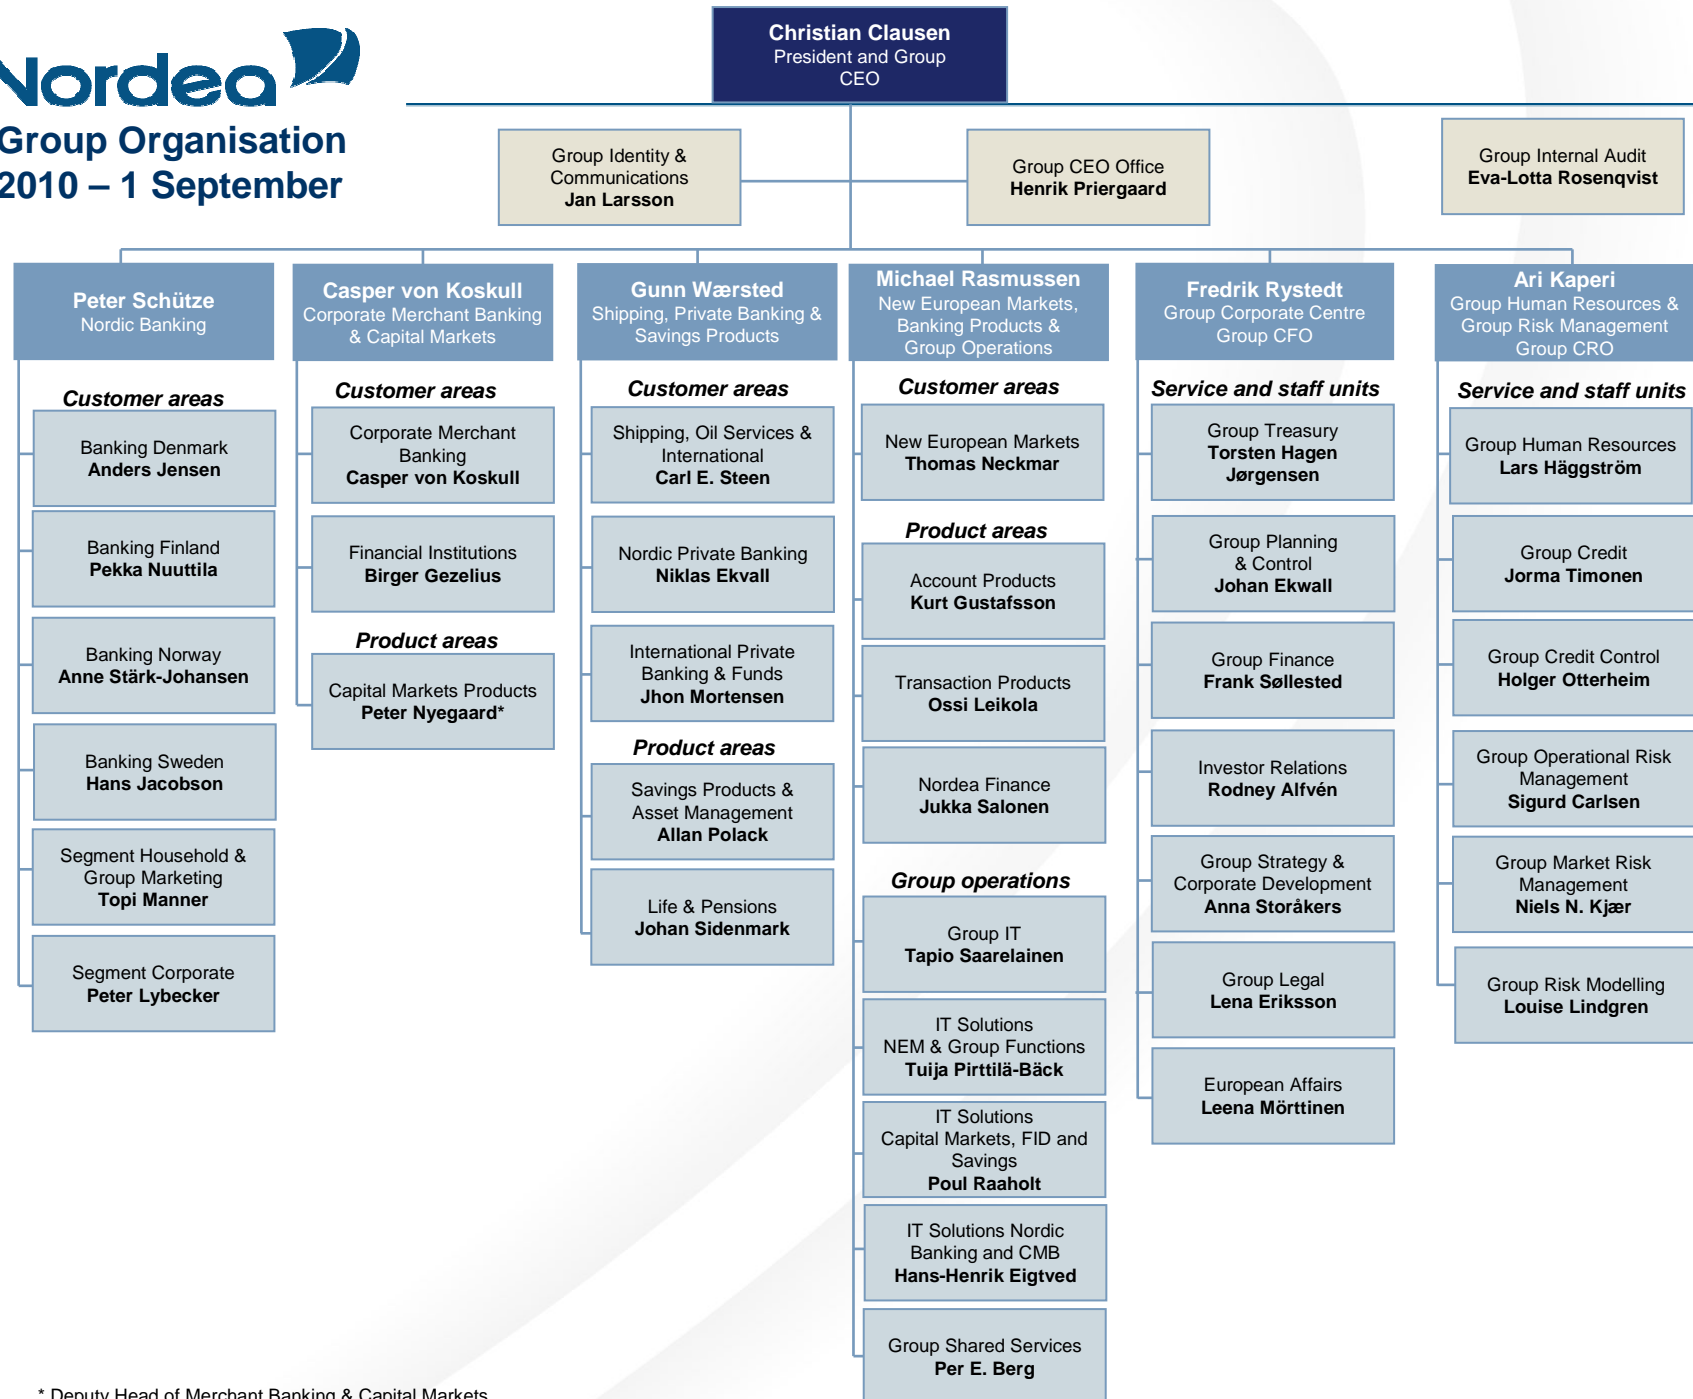 Nordea
Group Organisation
2010 – 1 September
Christian Clausen
President and Group
CEO
Group Identity &
Communications
Jan Larsson
Group CEO Office
Henrik Priergaard
Group Internal Audit
Eva-Lotta Rosenqvist
Peter Schütze
Nordic Banking
Customer areas
Banking Denmark
Anders Jensen
Banking Finland
Pekka Nuuttila
Banking Norway
Anne Stärk-Johansen
Banking Sweden
Hans Jacobson
Segment Household &
Group Marketing
Topi Manner
Segment Corporate
Peter Lybecker
Casper von Koskull
Corporate Merchant Banking
& Capital Markets
Customer areas
Corporate Merchant
Banking
Casper von Koskull
Financial Institutions
Birger Gezelius
Product areas
Capital Markets Products
Peter Nyegaard*
Gunn Wærsted
Shipping, Private Banking &
Savings Products
Customer areas
Shipping, Oil Services &
International
Carl E. Steen
Nordic Private Banking
Niklas Ekvall
International Private
Banking & Funds
Jhon Mortensen
Product areas
Savings Products &
Asset Management
Allan Polack
Life & Pensions
Johan Sidenmark
Michael Rasmussen
New European Markets,
Banking Products &
Group Operations
Customer areas
New European Markets
Thomas Neckmar
Product areas
Account Products
Kurt Gustafsson
Transaction Products
Ossi Leikola
Nordea Finance
Jukka Salonen
Group operations
Group IT
Tapio Saarelainen
IT Solutions
NEM & Group Functions
Tuija Pirttilä-Bäck
IT Solutions
Capital Markets, FID and
Savings
Poul Raaholt
IT Solutions Nordic
Banking and CMB
Hans-Henrik Eigtved
Group Shared Services
Per E. Berg
Fredrik Rystedt
Group Corporate Centre
Group CFO
Service and staff units
Group Treasury
Torsten Hagen
Jørgensen
Group Planning
& Control
Johan Ekwall
Group Finance
Frank Søllested
Investor Relations
Rodney Alfvén
Group Strategy &
Corporate Development
Anna Storåkers
Group Legal
Lena Eriksson
European Affairs
Leena Mörttinen
Ari Kaperi
Group Human Resources &
Group Risk Management
Group CRO
Service and staff units
Group Human Resources
Lars Häggström
Group Credit
Jorma Timonen
Group Credit Control
Holger Otterheim
Group Operational Risk
Management
Sigurd Carlsen
Group Market Risk
Management
Niels N. Kjær
Group Risk Modelling
Louise Lindgren
* Deputy Head of Merchant Banking & Capital Markets